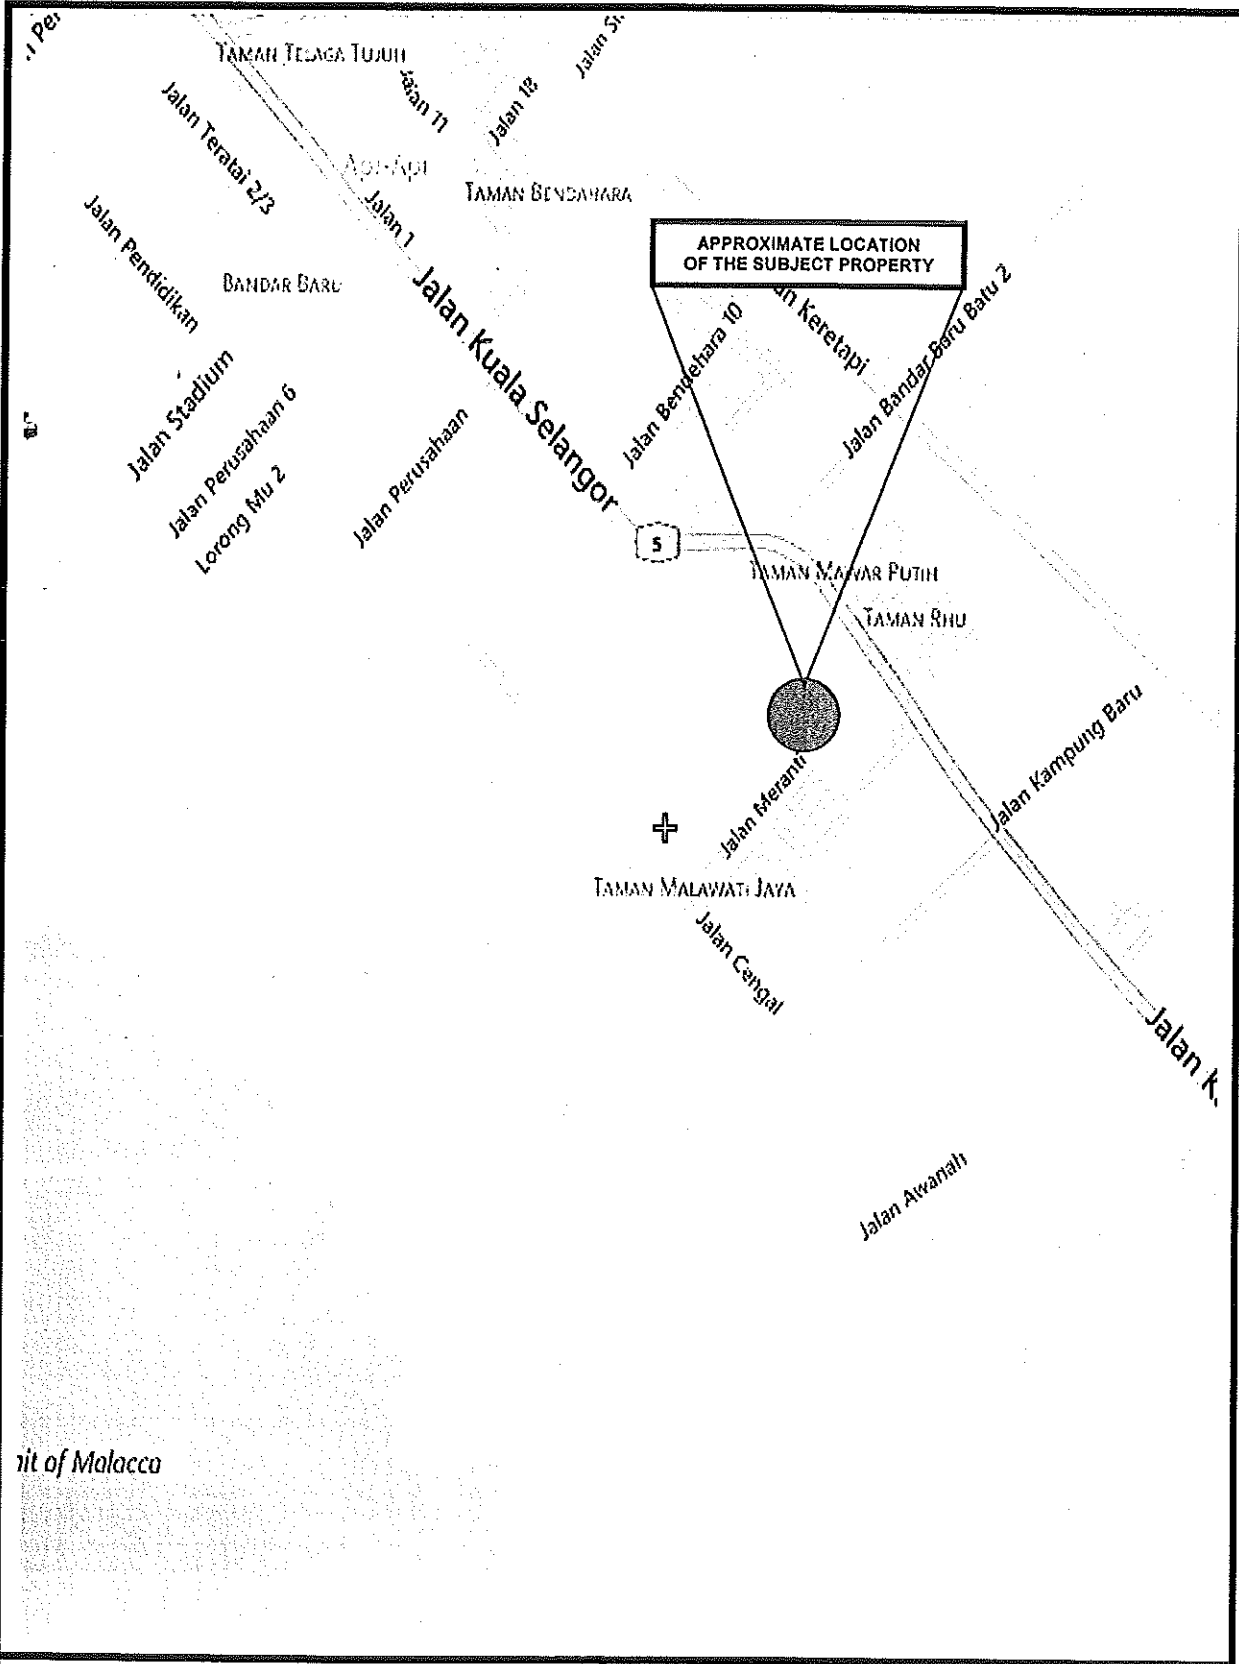 TAMAN TELAGA TUJUH
Jalan 11
Jalan 18
Jalan Teratai 2/3
Api-Api
TAMAN BENDAHARA
Jalan 1
Jalan Pendidikan
APPROXIMATE LOCATION
OF THE SUBJECT PROPERTY
BANDAR BARU
Jalan Kuala Selangor
Keretapi
Jalan Bendehara 10
Jalan Bandar Baru Batu 2
Jalan Stadium
Jalan Perusahaan 6
Lorong Mu 2
Jalan Perusahaan
5
TAMAN MAWAR PUTIH
TAMAN RHU
Jalan Kampung Baru
Jalan Meranti
TAMAN MALAWATI JAYA
Jalan Cengal
Jalan K
Jalan Awanah
of Malacca